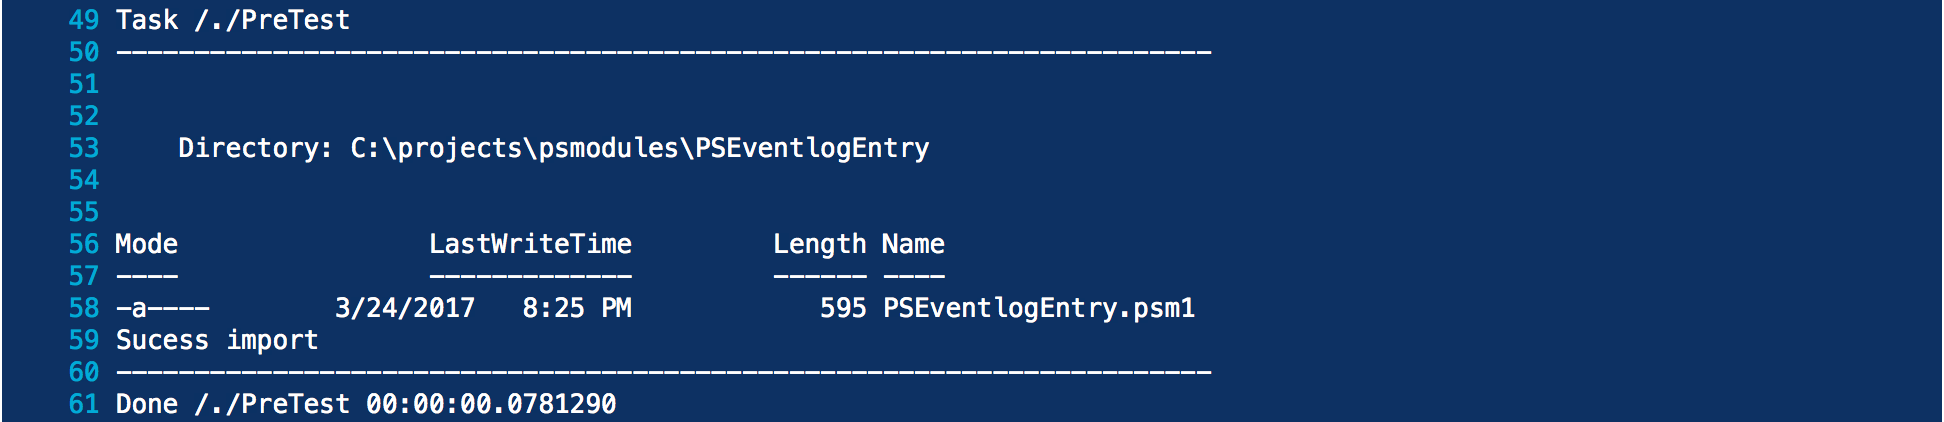 49 Task /./PreTest
50 ----------------------------------------------------------------------
51
52
53     Directory: C:\projects\psmodules\PSEventlogEntry
54
55
56 Mode                LastWriteTime         Length Name
57 ----                -------------         ------ ----
58 -a----        3/24/2017   8:25 PM            595 PSEventlogEntry.psm1
59 Sucess import
60 ----------------------------------------------------------------------
61 Done /./PreTest 00:00:00.0781290